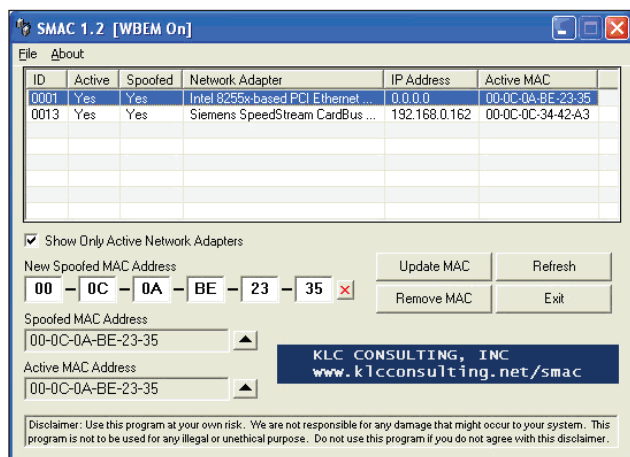 SMAC 1.2 [WBEM On]
File About
ID Active Spoofed Network Adapter IP Address Active MAC
0001 Yes Yes Intel 8255x-based PCI Ethernet ... 0.0.0.0 00-0C-0A-BE-23-35
0013 Yes Yes Siemens SpeedStream CardBus ... 192.168.0.162 00-0C-0C-34-42-A3
Show Only Active Network Adapters
New Spoofed MAC Address
00 - 0C - 0A - BE - 23 - 35
Update MAC Refresh
Remove MAC Exit
Spoofed MAC Address
00-0C-0A-BE-23-35
Active MAC Address
00-0C-0A-BE-23-35
KLC CONSULTING, INC
www.klcconsulting.net/smac
Disclaimer: Use this program at your own risk. We are not responsible for any damage that might occur to your system. This
program is not to be used for any illegal or unethical purpose. Do not use this program if you do not agree with this disclaimer.